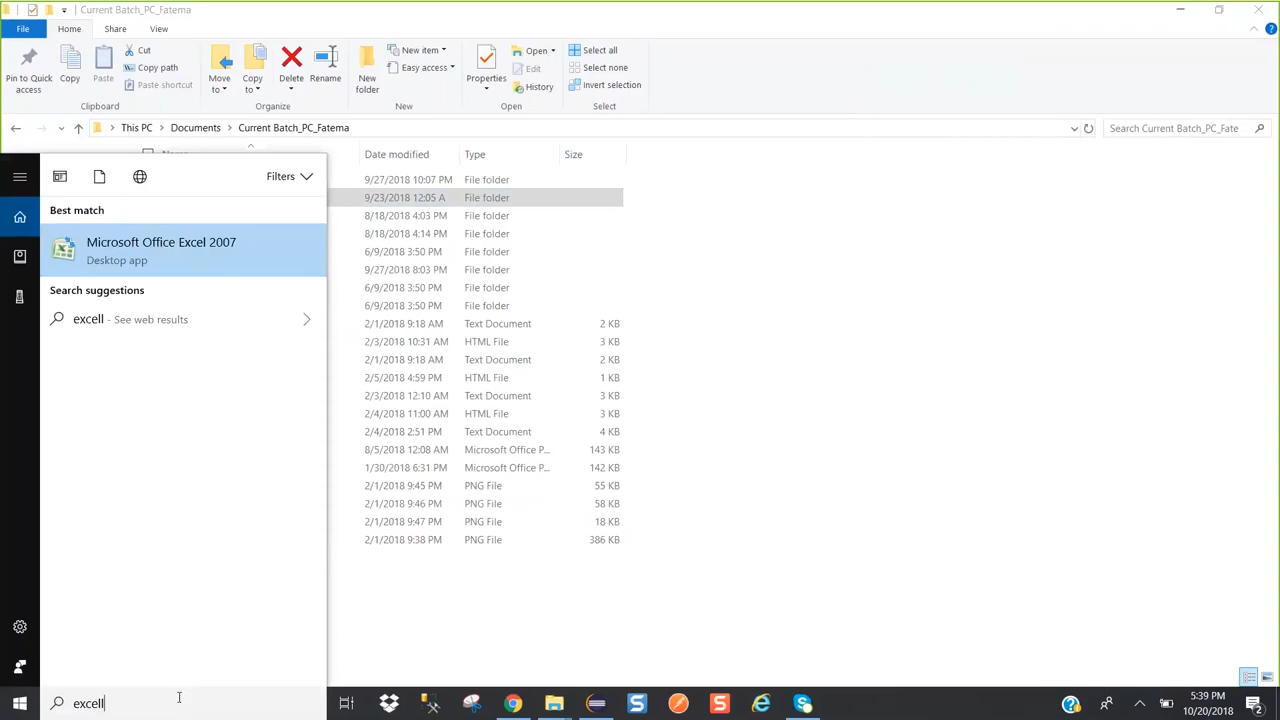 Current Batch_PC_Fatema
File Home Share View
Pin to Quick access
Copy
Paste
Cut
Copy path
Paste shortcut
Clipboard
Move to
Copy to
Delete
Rename
Organize
New folder
New item
Easy access
New
Properties
Open
Edit
History
Open
Select all
Select none
Invert selection
Select
This PC Documents Current Batch_PC_Fatema
Search Current Batch_PC_Fate
Date modified Type Size
9/27/2018 10:07 PM File folder
9/23/2018 12:05 A File folder
8/18/2018 4:03 PM File folder
8/18/2018 4:14 PM File folder
6/9/2018 3:50 PM File folder
9/27/2018 8:03 PM File folder
6/9/2018 3:50 PM File folder
6/9/2018 3:50 PM File folder
2/1/2018 9:18 AM Text Document 2 KB
2/3/2018 10:31 AM HTML File 3 KB
2/1/2018 9:18 AM Text Document 2 KB
2/5/2018 4:59 PM HTML File 1 KB
2/3/2018 12:10 AM Text Document 3 KB
2/4/2018 11:00 AM HTML File 3 KB
2/4/2018 2:51 PM Text Document 4 KB
8/5/2018 12:08 AM Microsoft Office P... 143 KB
1/30/2018 6:31 PM Microsoft Office P... 142 KB
2/1/2018 9:45 PM PNG File 55 KB
2/1/2018 9:46 PM PNG File 58 KB
2/1/2018 9:47 PM PNG File 18 KB
2/1/2018 9:38 PM PNG File 386 KB
Filters
Best match
Microsoft Office Excel 2007
Desktop app
Search suggestions
excell - See web results
excell
5:39 PM
10/20/2018
2